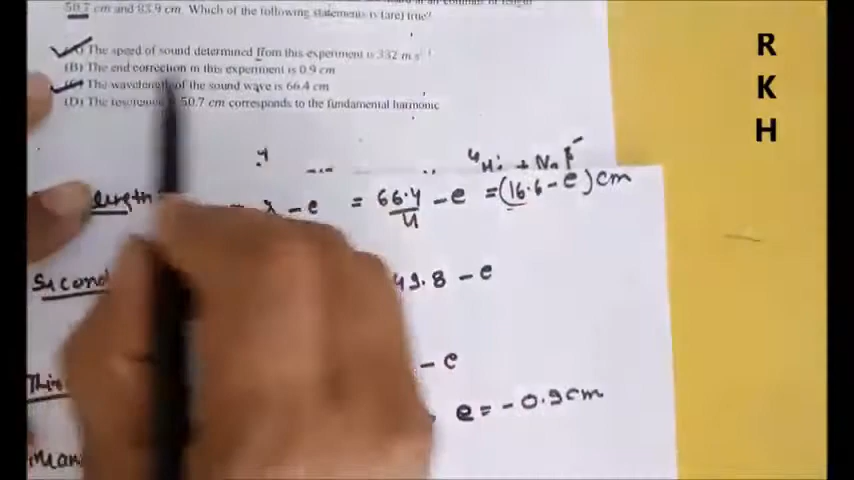 50.7 cm and 83.9 cm. Which of the following statements is (are) true?
The speed of sound determined from this experiment is 332 m s
(B) The end correction in this experiment is 0.9 cm
The wavelength of the sound wave is 66.4 cm
(D) The resonance 50.7 cm corresponds to the fundamental harmonic
R
K
H
length λ - e = 66.4/4 - e = (16.6 - e) cm
Second 49.8 - e
- e
e = - 0.9cm